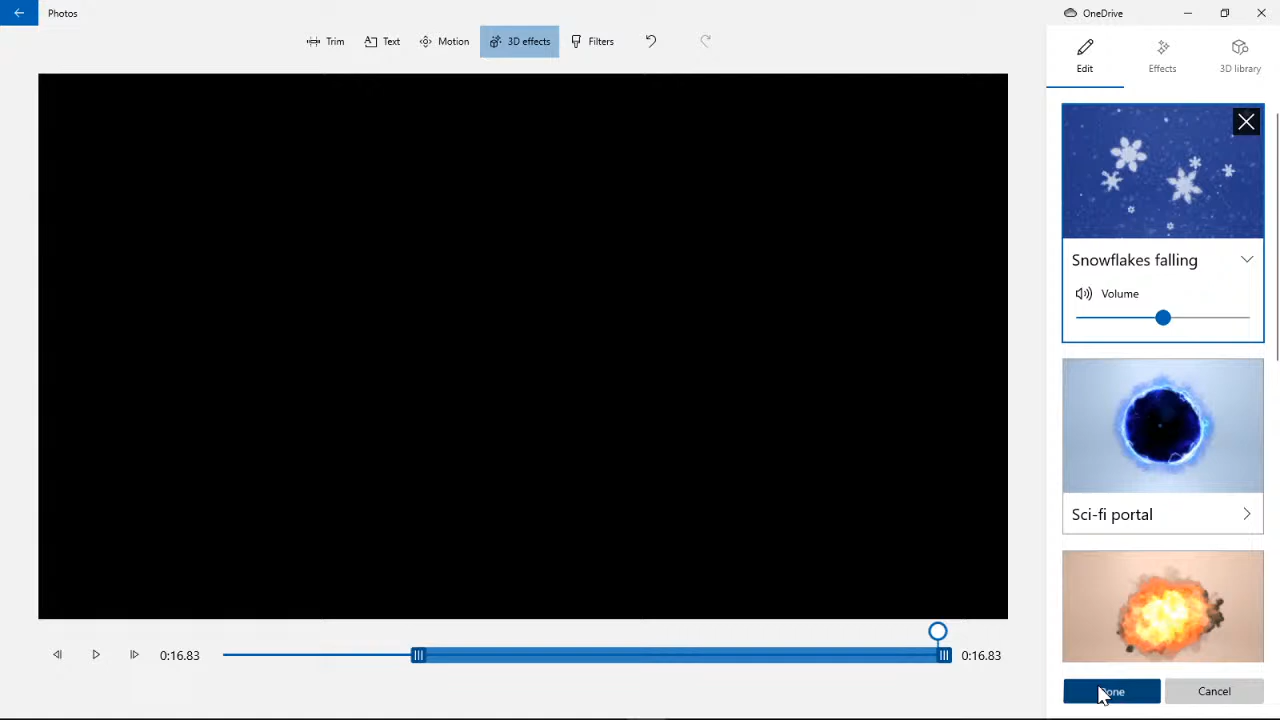 Photos
OneDrive
Trim
Text
Motion
3D effects
Filters
Edit
Effects
3D library
Snowflakes falling
Volume
Sci-fi portal
0:16.83
0:16.83
Cancel